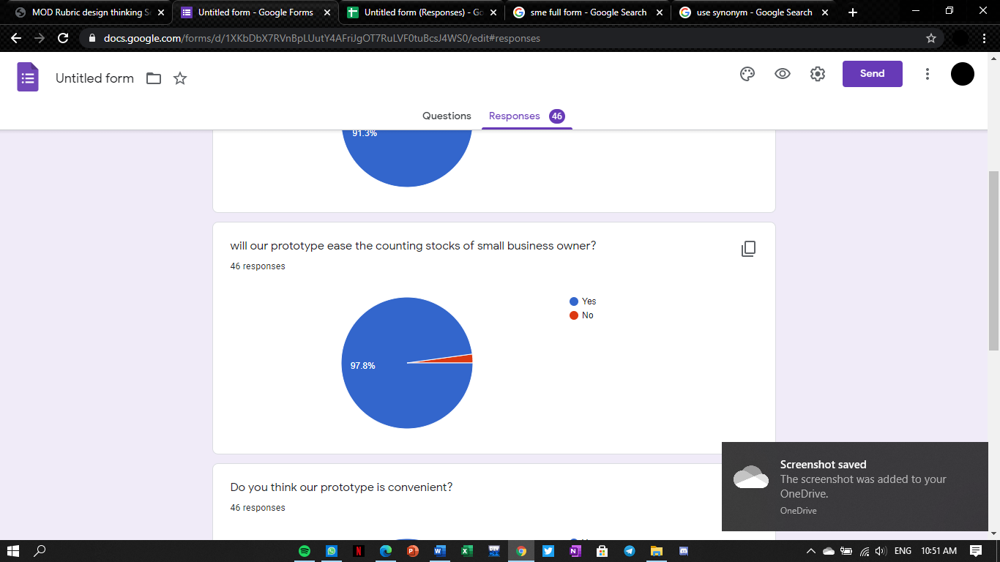 MOD Rubric design thinking S
Untitled form - Google Forms
Untitled form (Responses) - Go
sme full form - Google Search
use synonym - Google Search
docs.google.com/forms/d/1XKbDbX7RVnBpLUutY4AFriJgOT7RuLVF0tuBcsJ4WS0/edit#responses
Untitled form
Send
Questions
Responses 46
91.3%
will our prototype ease the counting stocks of small business owner?
46 responses
Yes
No
97.8%
Do you think our prototype is convenient?
46 responses
Screenshot saved
The screenshot was added to your
OneDrive.
OneDrive
ENG
10:51 AM